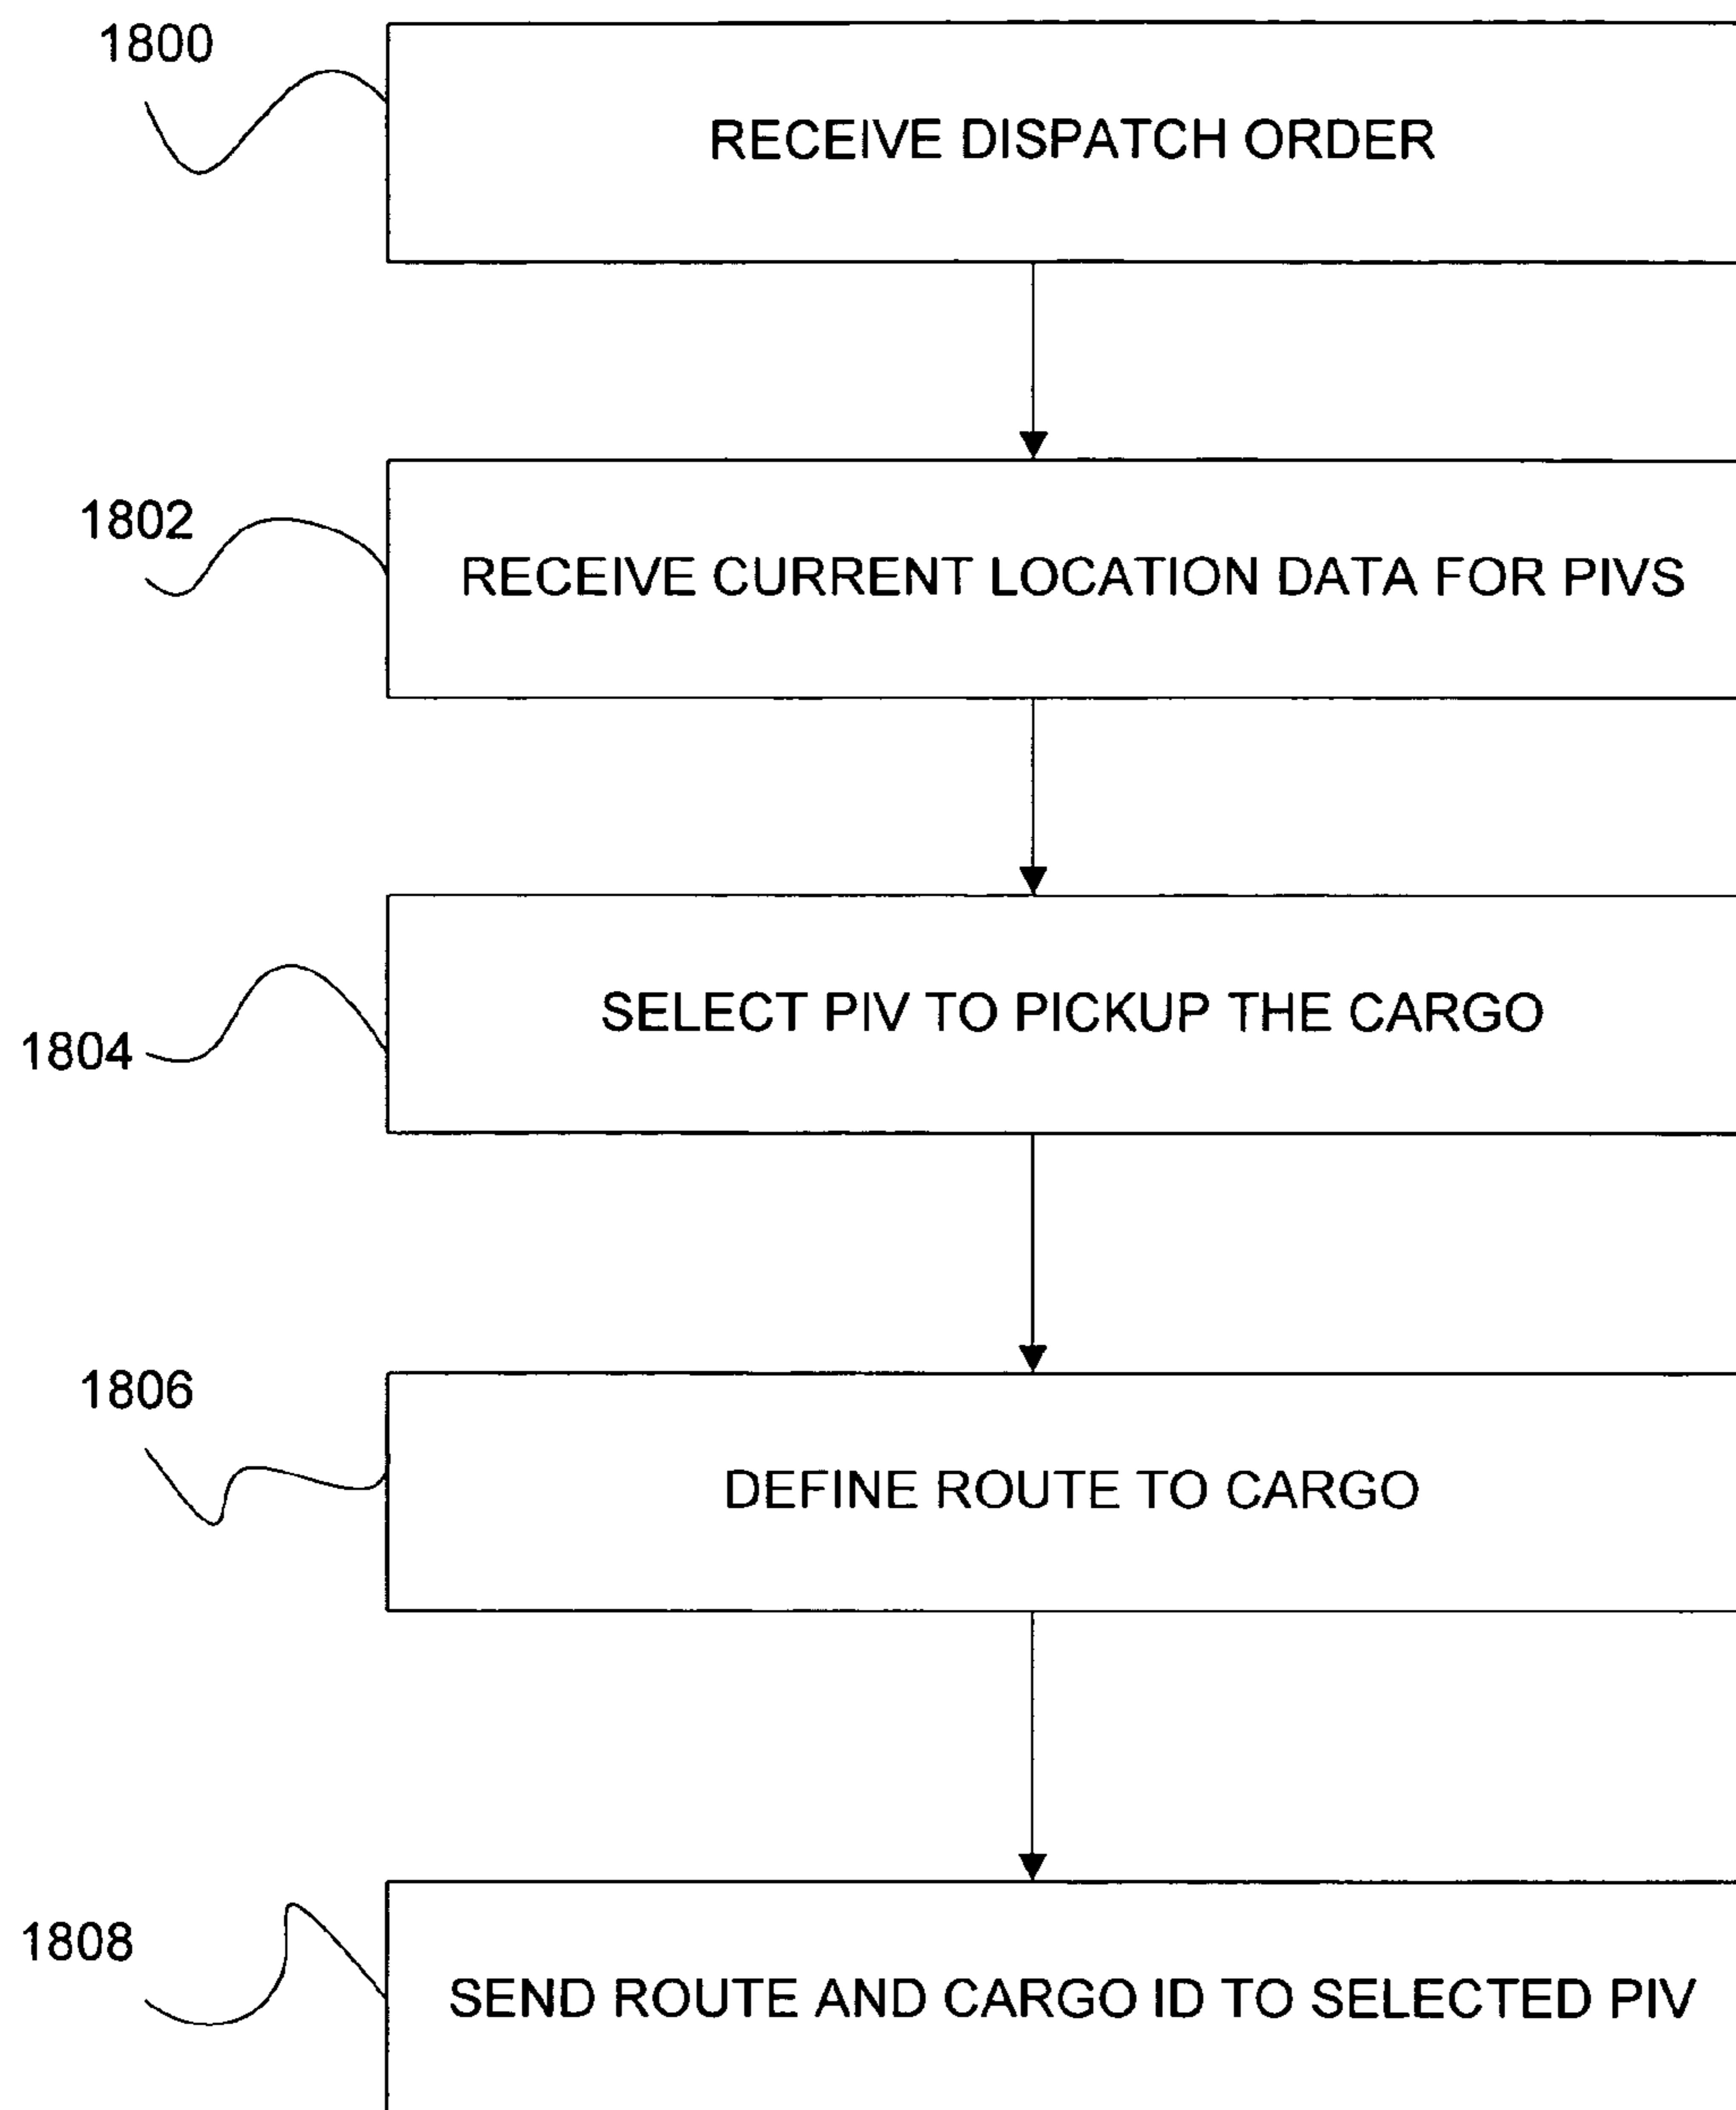 1800
RECEIVE DISPATCH ORDER
1802
RECEIVE CURRENT LOCATION DATA FOR PIVS
SELECT PIV TO PICKUP THE CARGO
1804
1806
DEFINE ROUTE TO CARGO
1808
SEND ROUTE AND CARGO ID TO SELECTED PIV